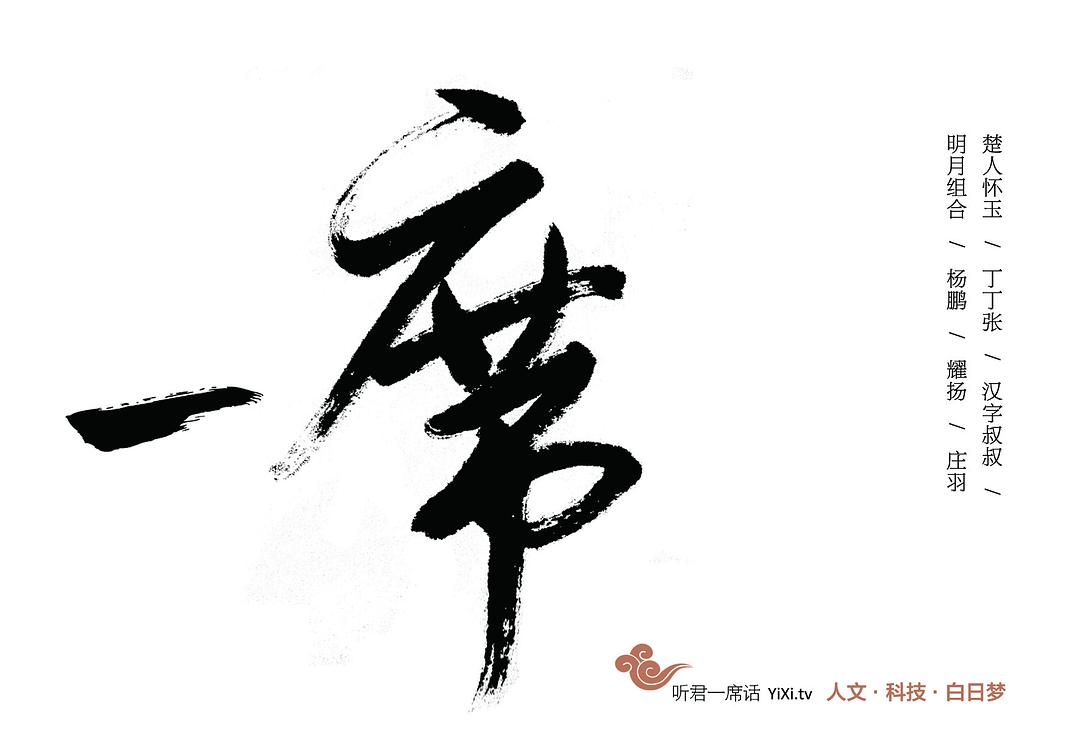 一席
楚人怀玉 / 丁丁张 / 汉字叔叔 /
明月组合 / 杨鹏 / 耀扬 / 庄羽
听君一席话 YiXi.tv 人文·科技·白日梦